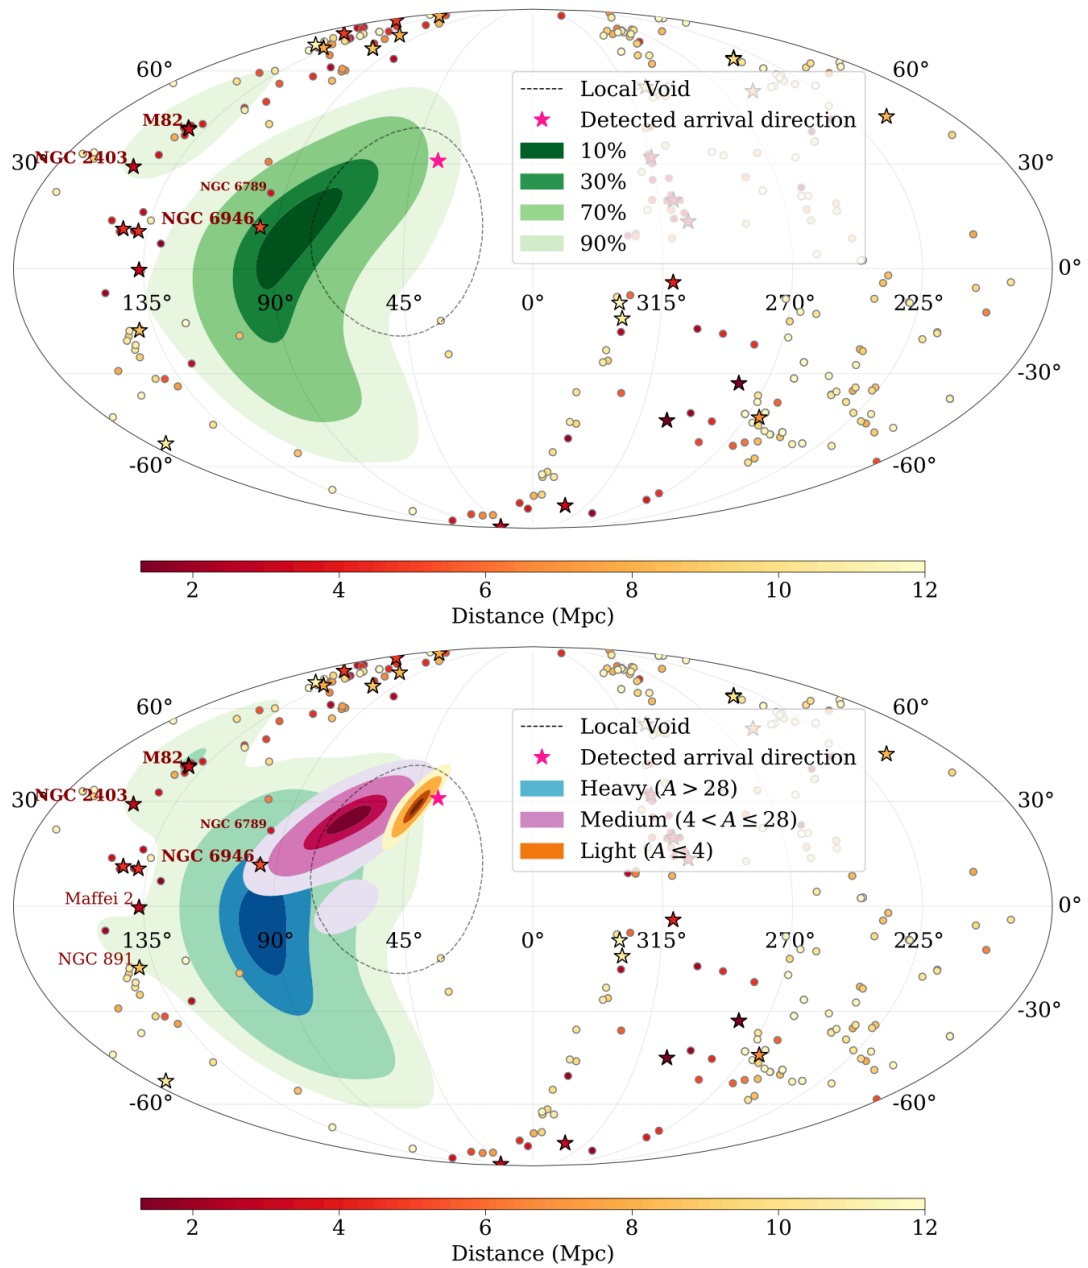 60°
60°
Local Void
M82
Detected arrival direction
10%
30°
NGC 2403
30°
30%
NGC 6789
70%
NGC 6946
90%
0°
135°
90°
45°
0°
315°
270°
225°
-30°
-30°
-60°
-60°
2
4
6
8
10
12
Distance (Mpc)
60°
60°
Local Void
M82
Detected arrival direction
Heavy (A > 28)
30°
NGC 2403
30°
Medium (4 < A ≤ 28)
NGC 6789
Light (A ≤ 4)
NGC 6946
Maffei 2
0°
135°
90°
45°
0°
315°
270°
225°
NGC 891
-30°
-30°
-60°
-60°
2
4
6
8
10
12
Distance (Mpc)